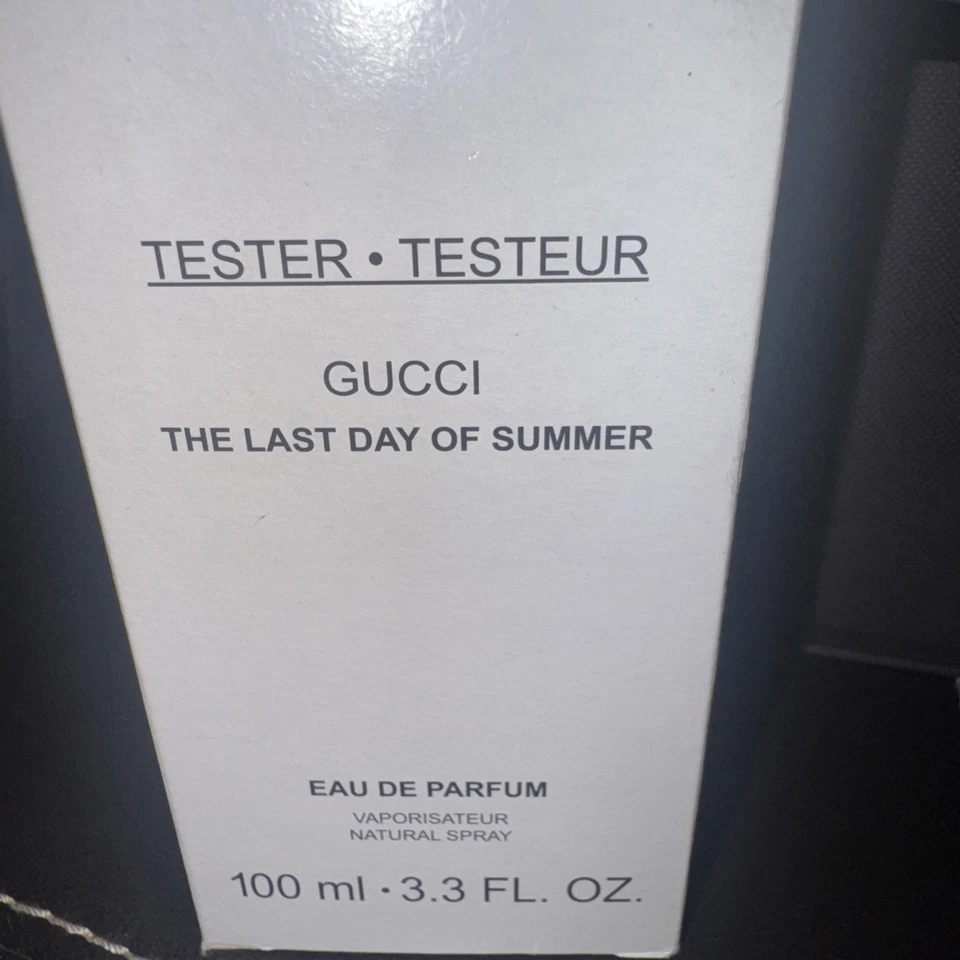 TESTER • TESTEUR
GUCCI
THE LAST DAY OF SUMMER
EAU DE PARFUM
VAPORISATEUR
NATURAL SPRAY
100 ml · 3.3 FL. OZ.